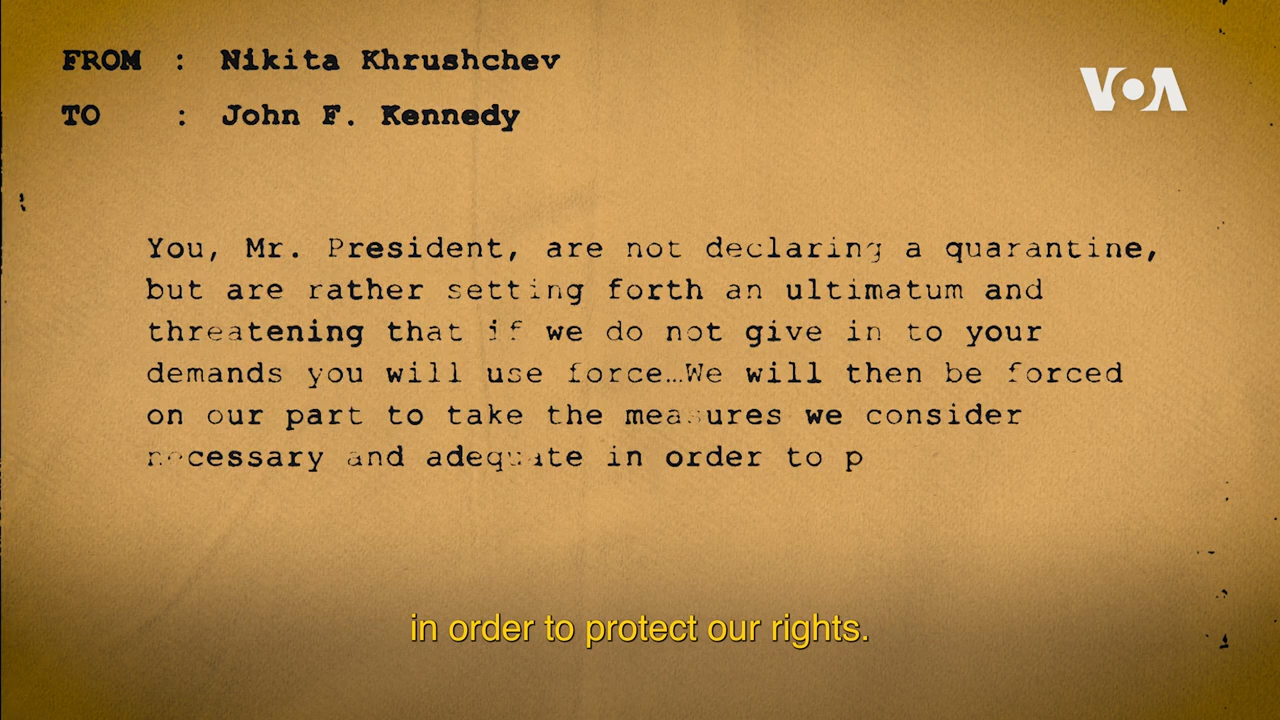 FROM : Nikita Khrushchev
VOA
TO : John F. Kennedy
You, Mr. President, are not declaring a quarantine,
but are rather setting forth an ultimatum and
threatening that if we do not give in to your
demands you will use force…We will then be forced
on our part to take the measures we consider
necessary and adequate in order to p
in order to protect our rights.